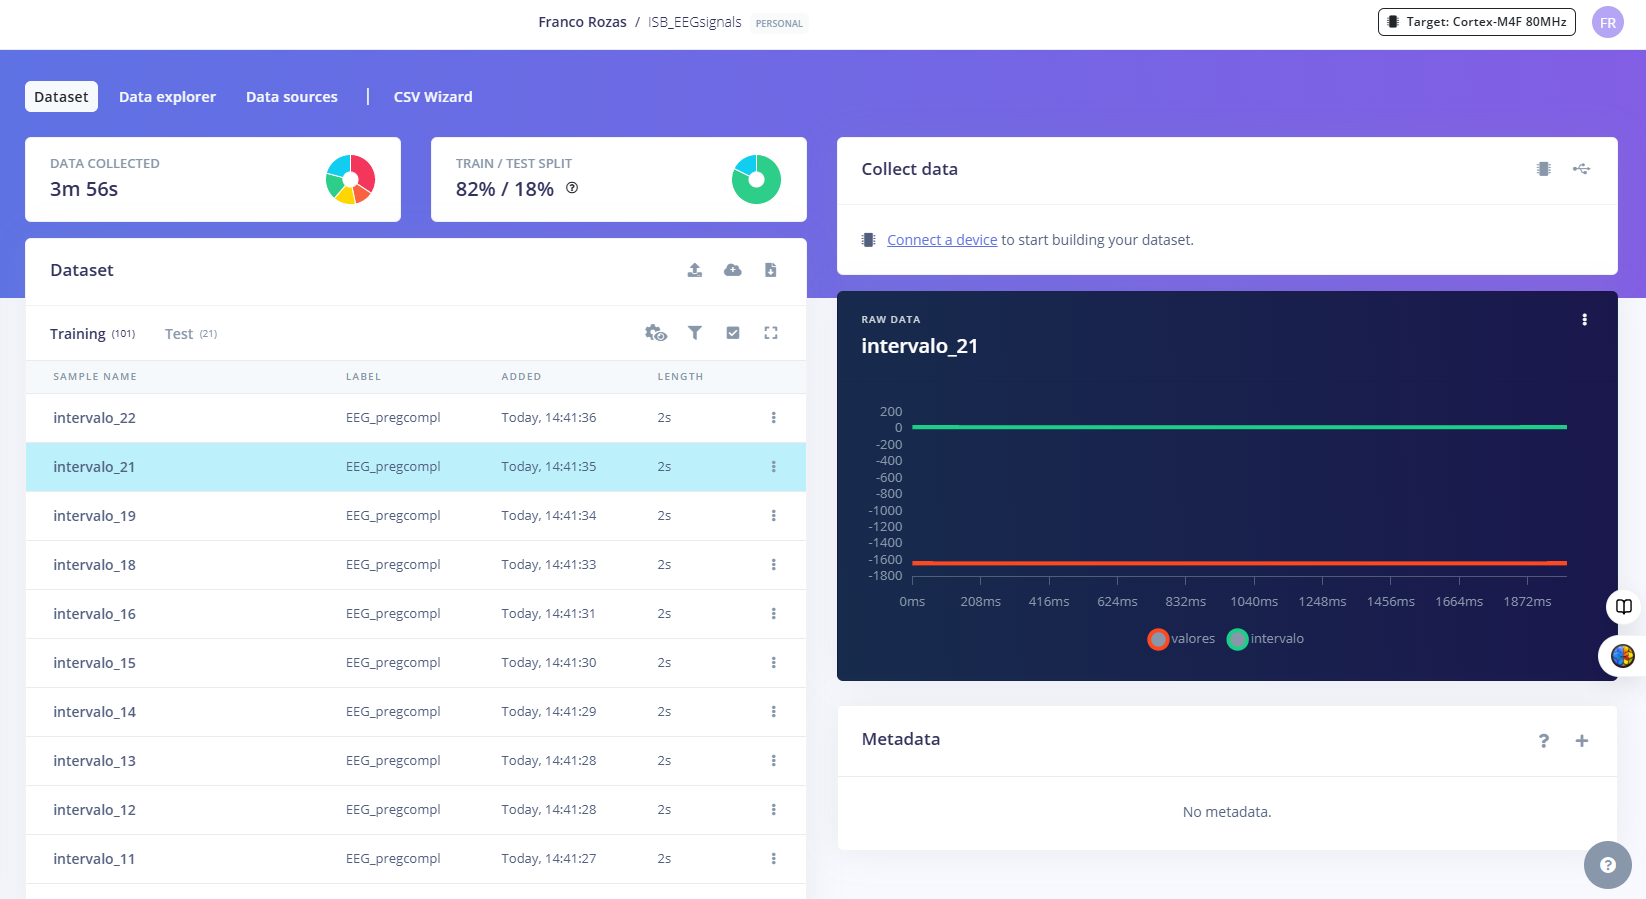 Franco Rozas / ISB_EEGsignals PERSONAL
Target: Cortex-M4F 80MHz
FR
Dataset Data explorer Data sources | CSV Wizard
DATA COLLECTED
3m 56s
TRAIN / TEST SPLIT
82% / 18% ?
Dataset
Training (101) Test (21)
SAMPLE NAME LABEL ADDED LENGTH
intervalo_22 EEG_pregcompl Today, 14:41:36 2s
intervalo_21 EEG_pregcompl Today, 14:41:35 2s
intervalo_19 EEG_pregcompl Today, 14:41:34 2s
intervalo_18 EEG_pregcompl Today, 14:41:33 2s
intervalo_16 EEG_pregcompl Today, 14:41:31 2s
intervalo_15 EEG_pregcompl Today, 14:41:30 2s
intervalo_14 EEG_pregcompl Today, 14:41:29 2s
intervalo_13 EEG_pregcompl Today, 14:41:28 2s
intervalo_12 EEG_pregcompl Today, 14:41:28 2s
intervalo_11 EEG_pregcompl Today, 14:41:27 2s
Collect data
Connect a device to start building your dataset.
RAW DATA
intervalo_21
200
0
-200
-400
-600
-800
-1000
-1200
-1400
-1600
-1800
0ms 208ms 416ms 624ms 832ms 1040ms 1248ms 1456ms 1664ms 1872ms
valores intervalo
Metadata ? +
No metadata.
?